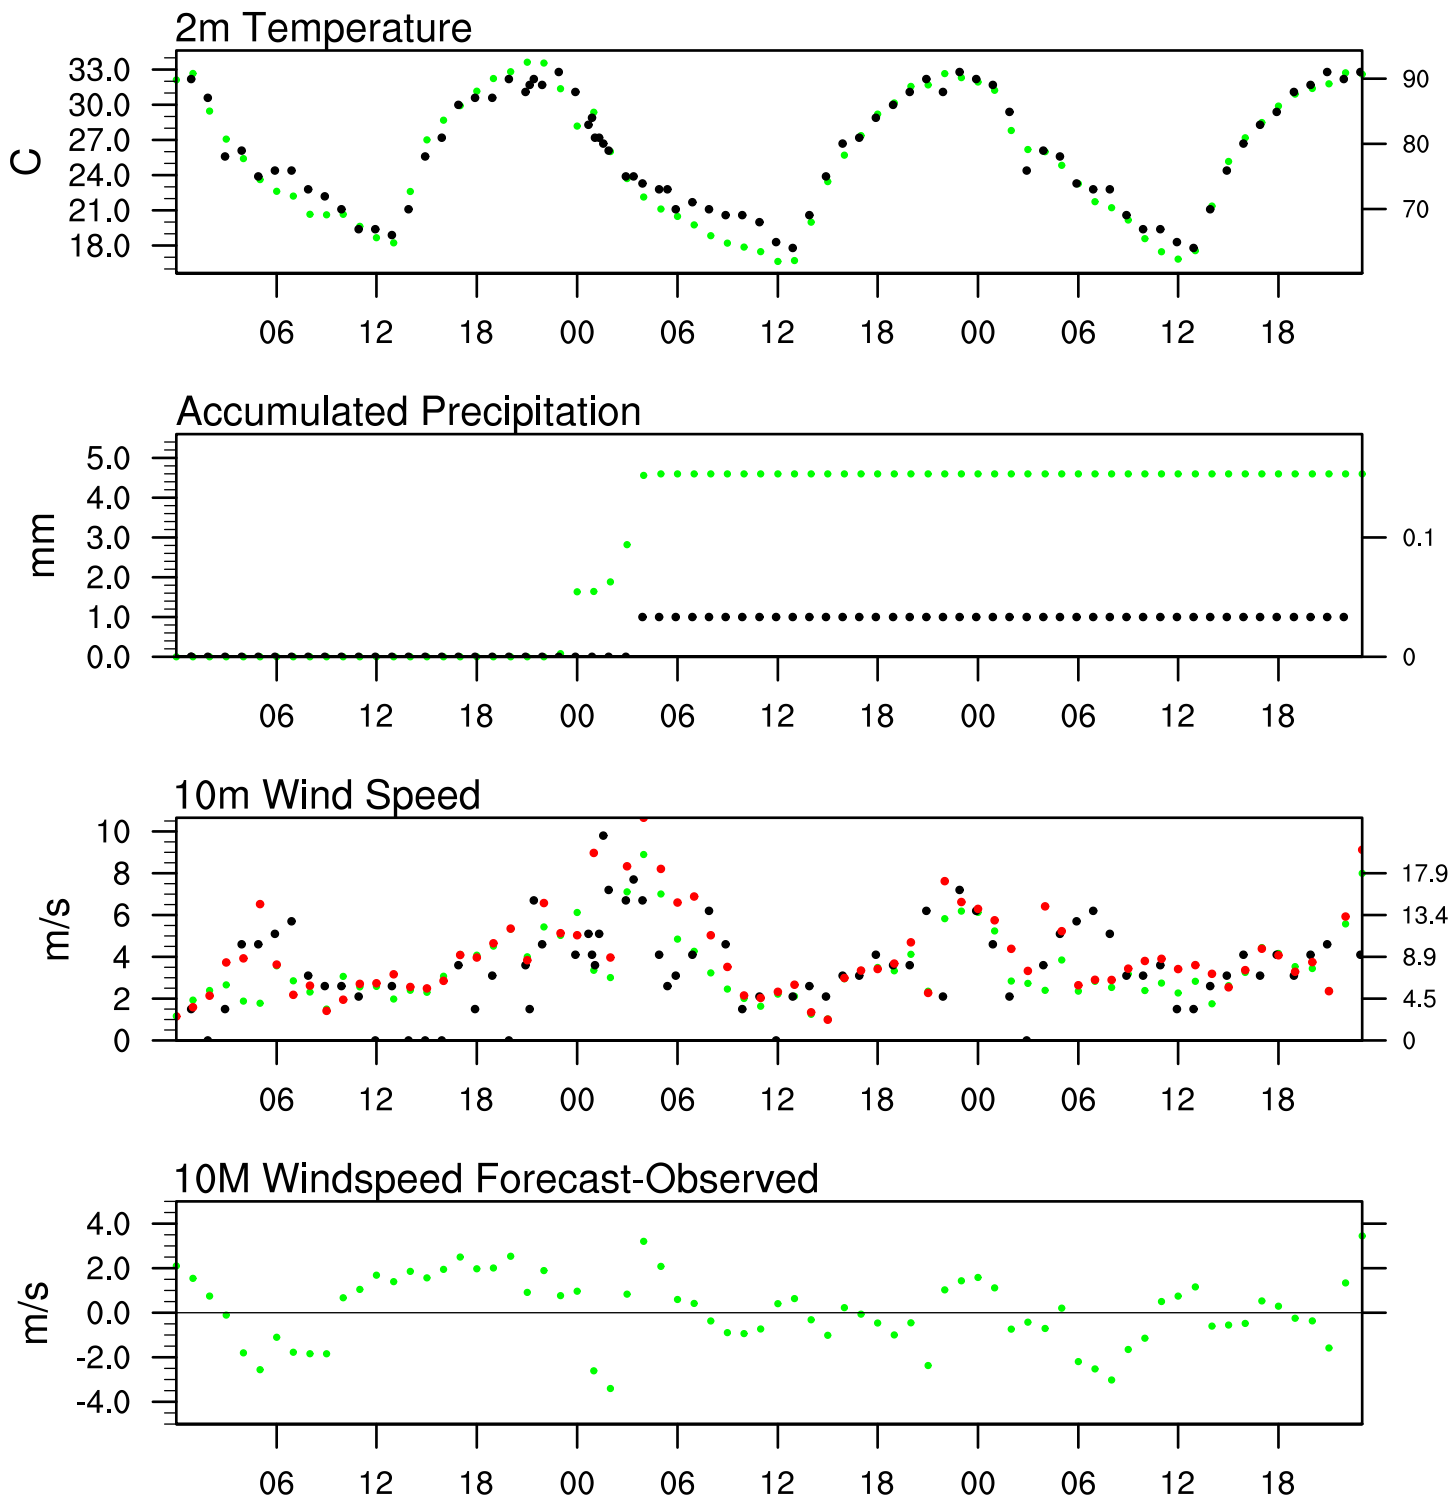 2m Temperature
33.0
30.0
27.0
24.0
21.0
18.0
C
90
80
70
06 12 18 00 06 12 18 00 06 12 18
Accumulated Precipitation
5.0
4.0
3.0
2.0
1.0
0.0
mm
0.1
0
06 12 18 00 06 12 18 00 06 12 18
10m Wind Speed
10
8
6
4
2
0
m/s
17.9
13.4
8.9
4.5
0
06 12 18 00 06 12 18 00 06 12 18
10M Windspeed Forecast-Observed
4.0
2.0
0.0
-2.0
-4.0
m/s
06 12 18 00 06 12 18 00 06 12 18